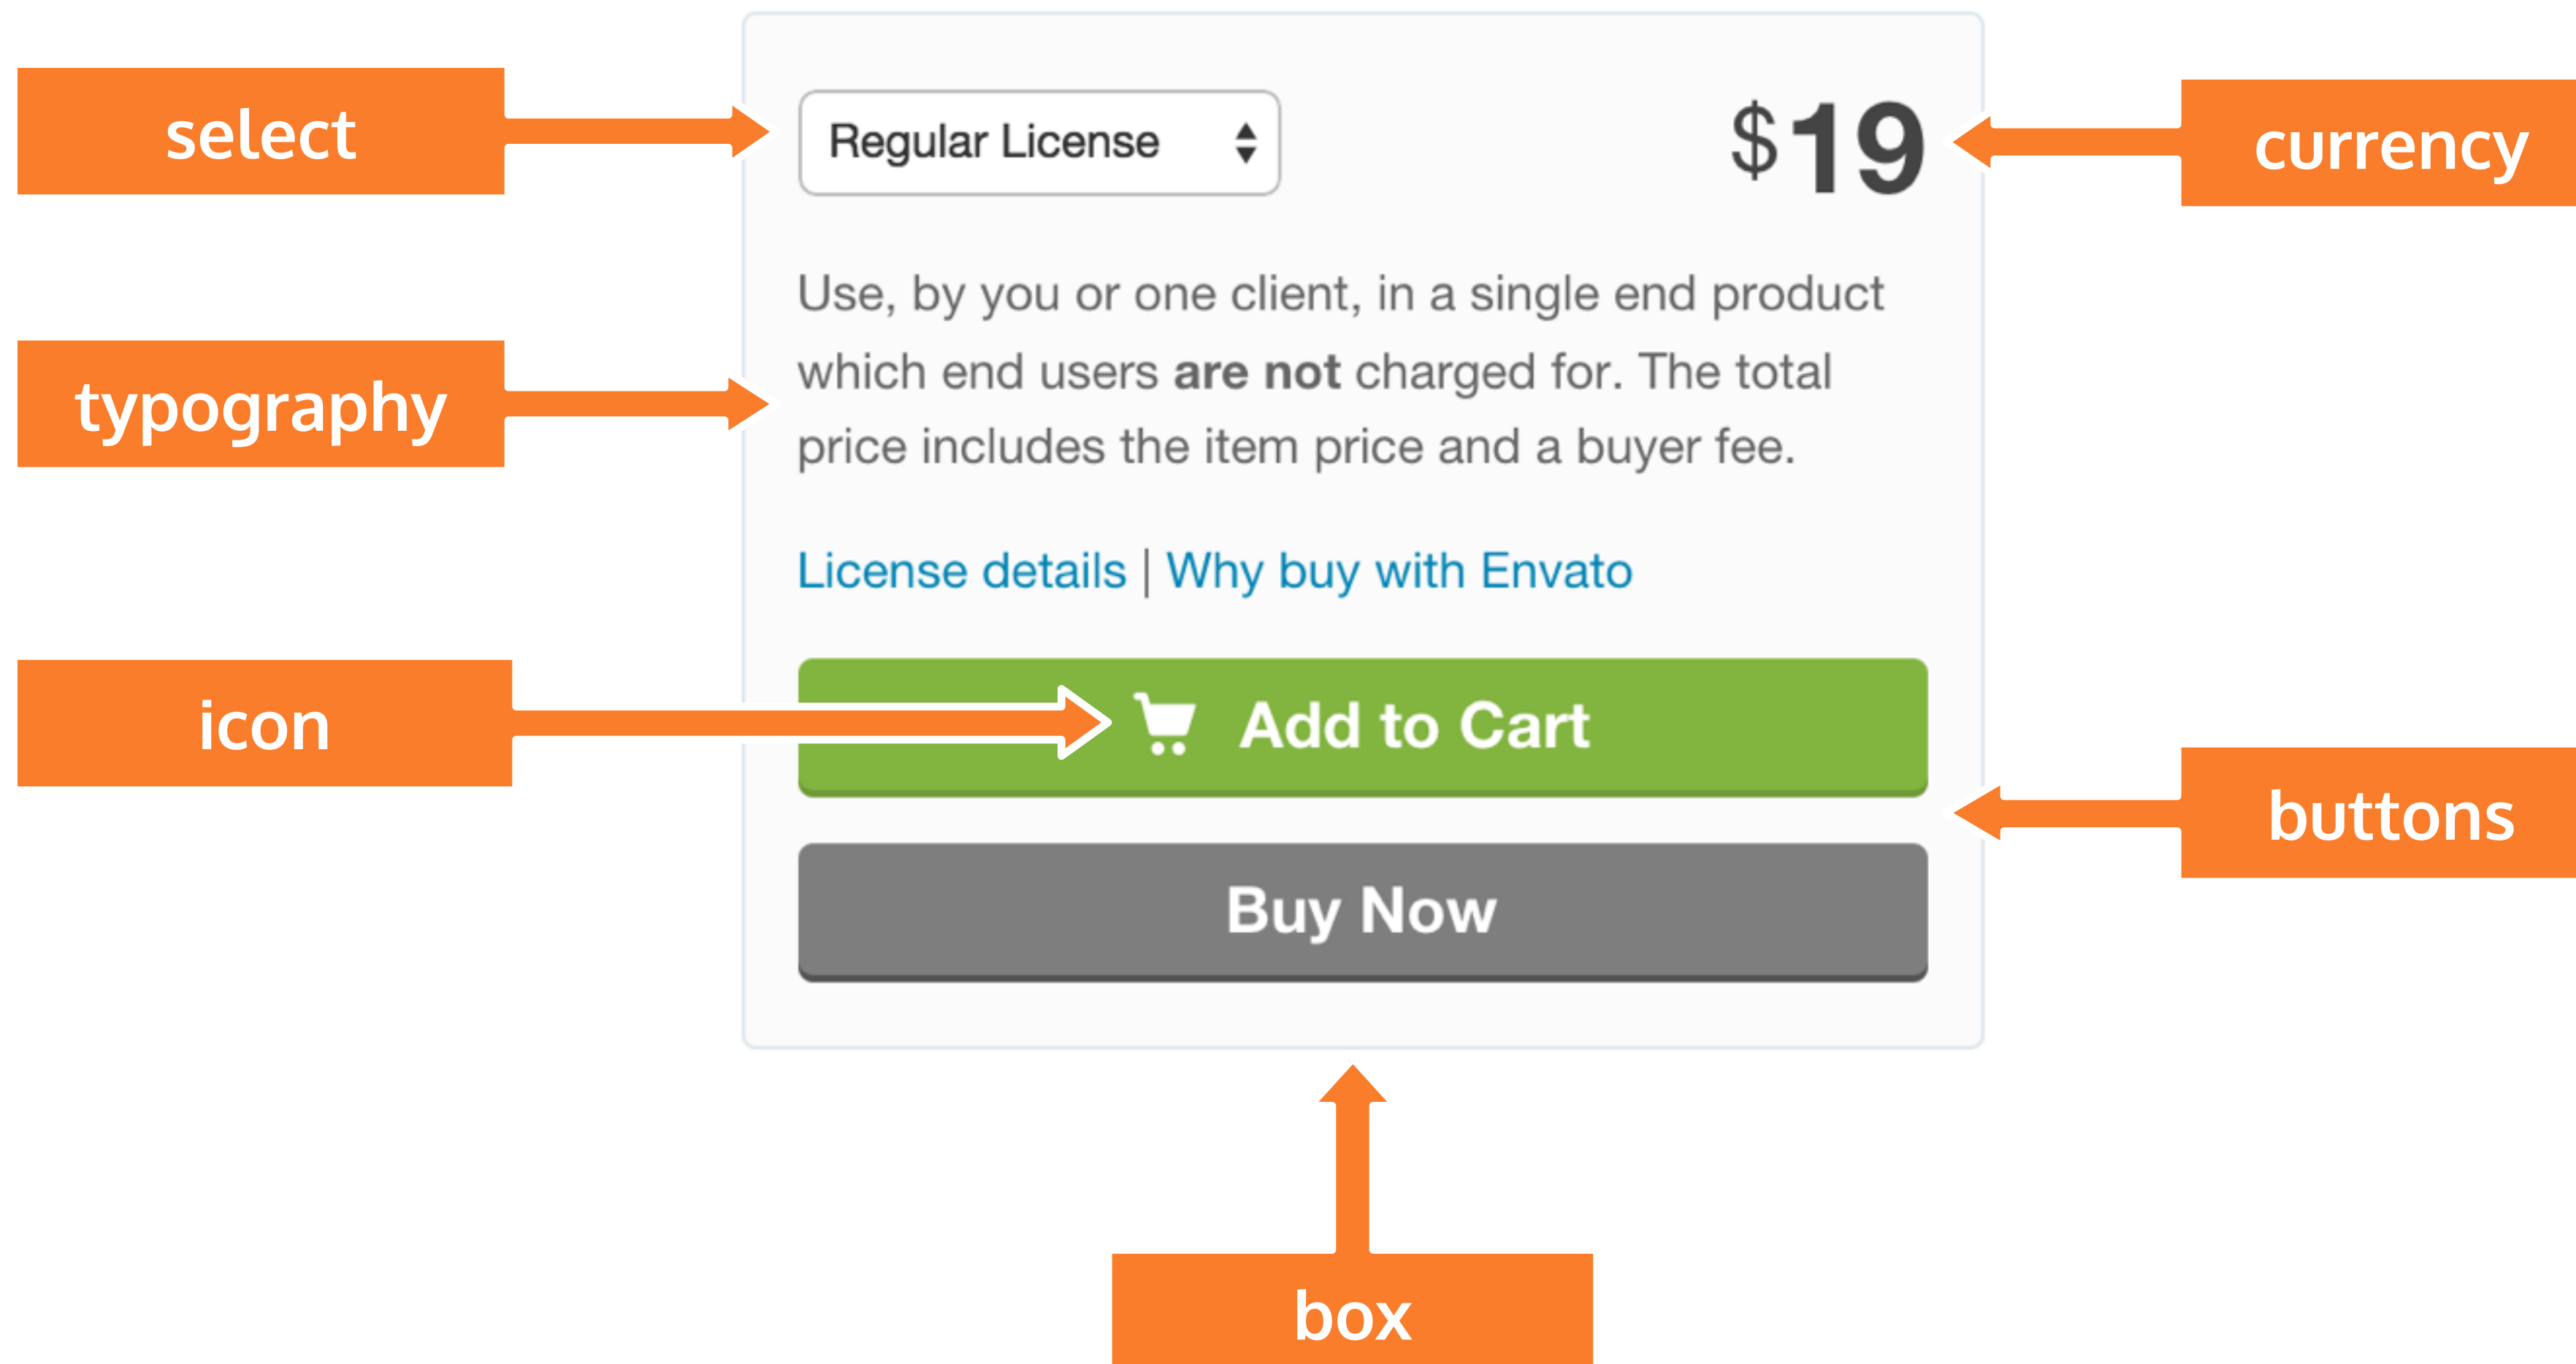 select
Regular License
$19
currency
typography
Use, by you or one client, in a single end product
which end users are not charged for. The total
price includes the item price and a buyer fee.
License details | Why buy with Envato
icon
Add to Cart
buttons
Buy Now
box